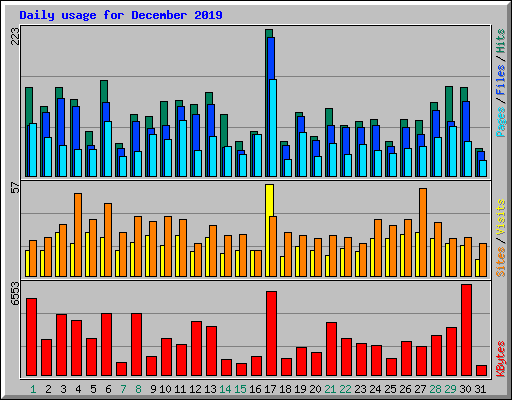 Daily usage for December 2019
223
Pages / Files / Hits
57
Sites / Visits
6553
KBytes
1 2 3 4 5 6 7 8 9 10 11 12 13 14 15 16 17 18 19 20 21 22 23 24 25 26 27 28 29 30 31